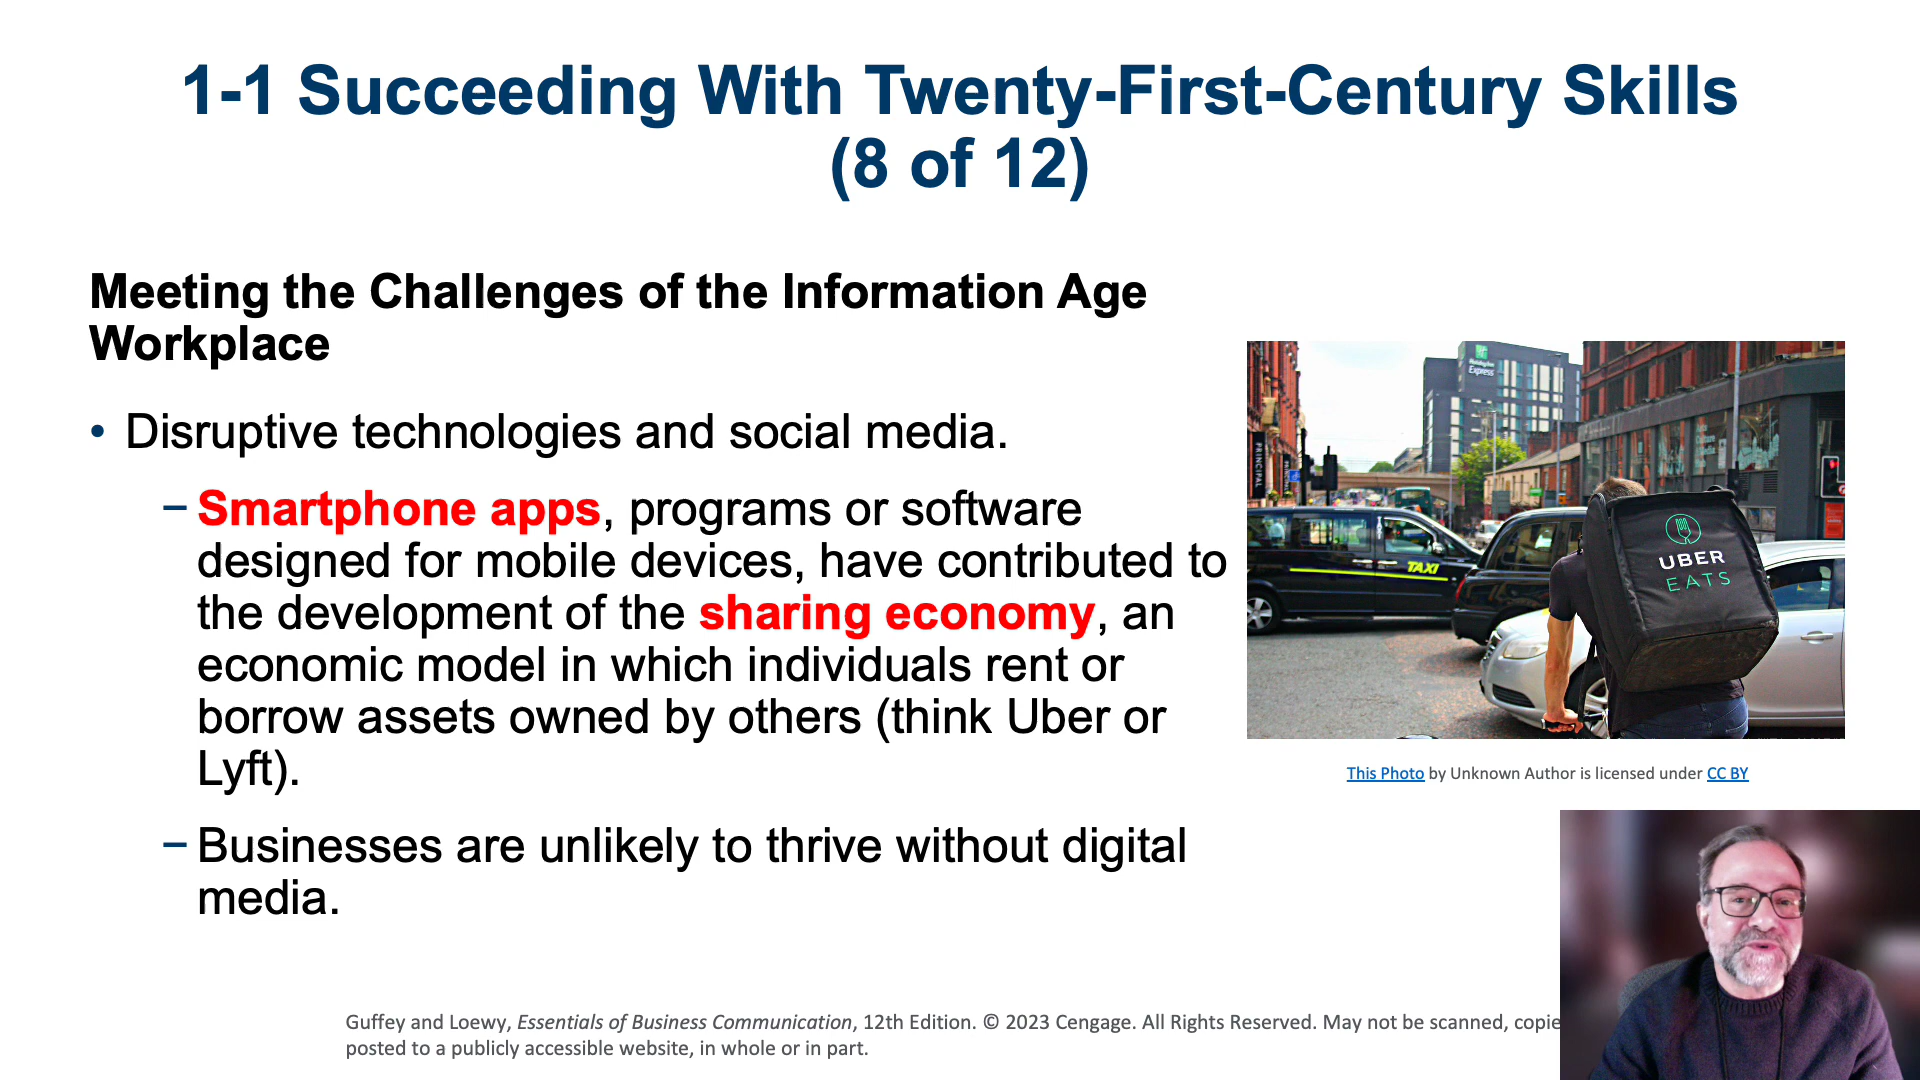 1-1 Succeeding With Twenty-First-Century Skills
(8 of 12)
Meeting the Challenges of the Information Age
Workplace
• Disruptive technologies and social media.
– Smartphone apps, programs or software
designed for mobile devices, have contributed to
the development of the sharing economy, an
economic model in which individuals rent or
borrow assets owned by others (think Uber or
Lyft).
– Businesses are unlikely to thrive without digital
media.
Holiday Inn
Express
PRINCIPAL
TAXI
UBER
EATS
This Photo by Unknown Author is licensed under CC BY
Guffey and Loewy, Essentials of Business Communication, 12th Edition. © 2023 Cengage. All Rights Reserved. May not be scanned, copie
posted to a publicly accessible website, in whole or in part.